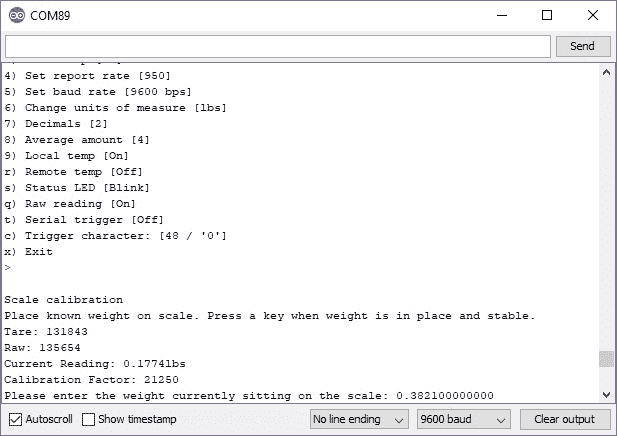 COM89
Send
4) Set report rate [950]
5) Set baud rate [9600 bps]
6) Change units of measure [lbs]
7) Decimals [2]
8) Average amount [4]
9) Local temp [On]
r) Remote temp [Off]
s) Status LED [Blink]
q) Raw reading [On]
t) Serial trigger [Off]
c) Trigger character: [48 / '0']
x) Exit
>
Scale calibration
Place known weight on scale. Press a key when weight is in place and stable.
Tare: 131843
Raw: 135654
Current Reading: 0.1774lbs
Calibration Factor: 21250
Please enter the weight currently sitting on the scale: 0.382100000000
Autoscroll Show timestamp No line ending 9600 baud Clear output